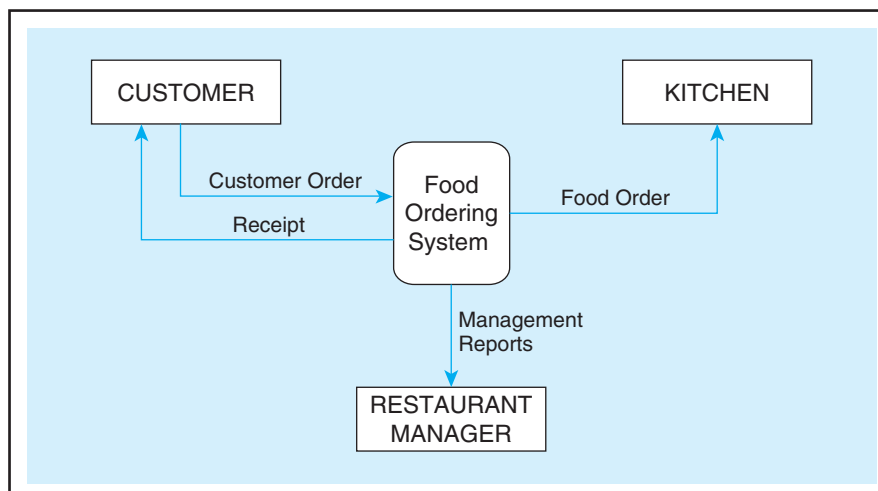 CUSTOMER
KITCHEN
Customer Order
Receipt
Food
Ordering
System
Food Order
Management
Reports
RESTAURANT
MANAGER